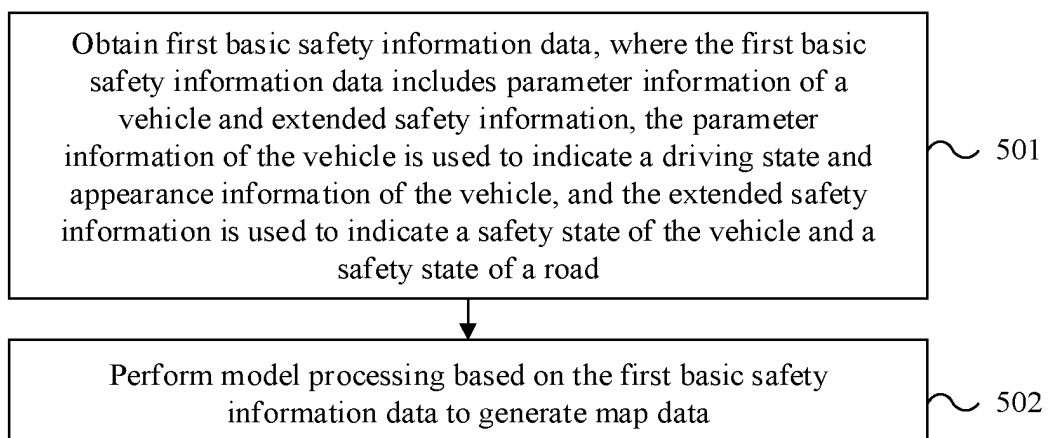 Obtain first basic safety information data, where the first basic
safety information data includes parameter information of a
vehicle and extended safety information, the parameter
information of the vehicle is used to indicate a driving state and
appearance information of the vehicle, and the extended safety
information is used to indicate a safety state of the vehicle and a
safety state of a road
501
Perform model processing based on the first basic safety
information data to generate map data
502